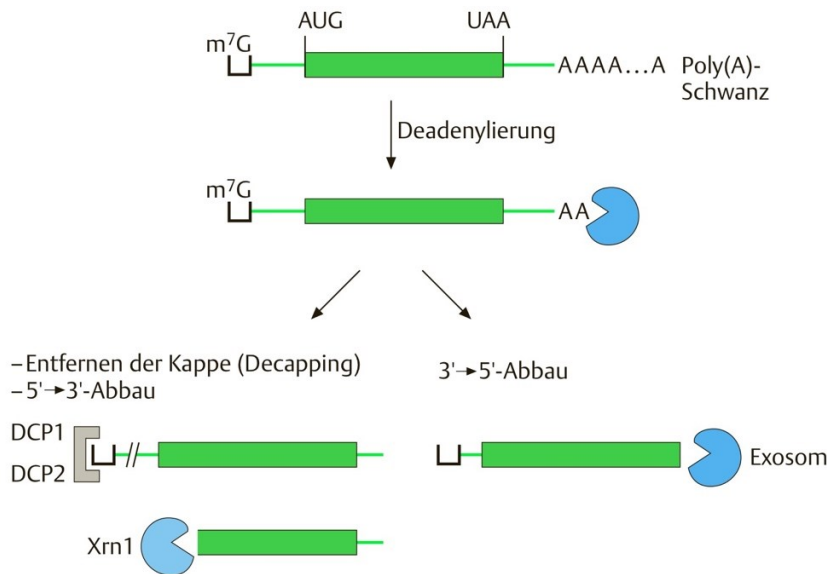 AUG UAA
m⁷G
AAAA...A Poly(A)-
Schwanz
Deadenylierung
m⁷G
AA
–Entfernen der Kappe (Decapping)
–5'→3'-Abbau
3'→5'-Abbau
DCP1
DCP2
Exosom
Xrn1